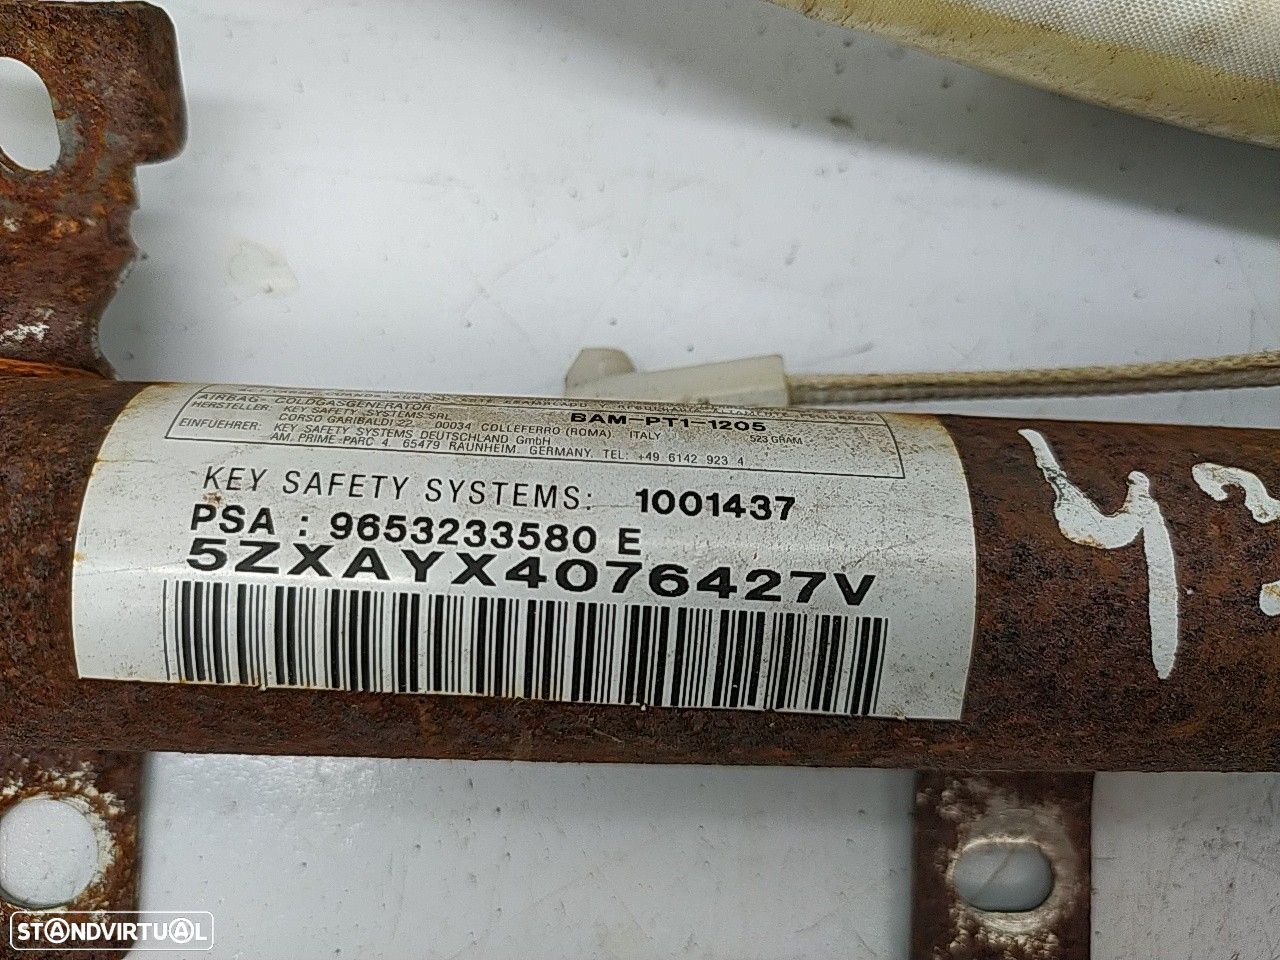 AIRBAG - COLDGASGENERATOR BAM-PT1-1205
HERSTELLER: KEY SAFETY SYSTEMS SRL 523 GRAM
CORSO GARIBALDI 22 00034 COLLEFERRO (ROMA) ITALY
EINFUEHRER: KEY SAFETY SYSTEMS DEUTSCHLAND GmbH
AM. PRIME-PARC 4, 65479 RAUNHEIM. GERMANY, TEL: +49 6142 923 4
KEY SAFETY SYSTEMS: 1001437
PSA : 9653233580 E
5ZXAYX4076427V
4
STANDVIRTUAL